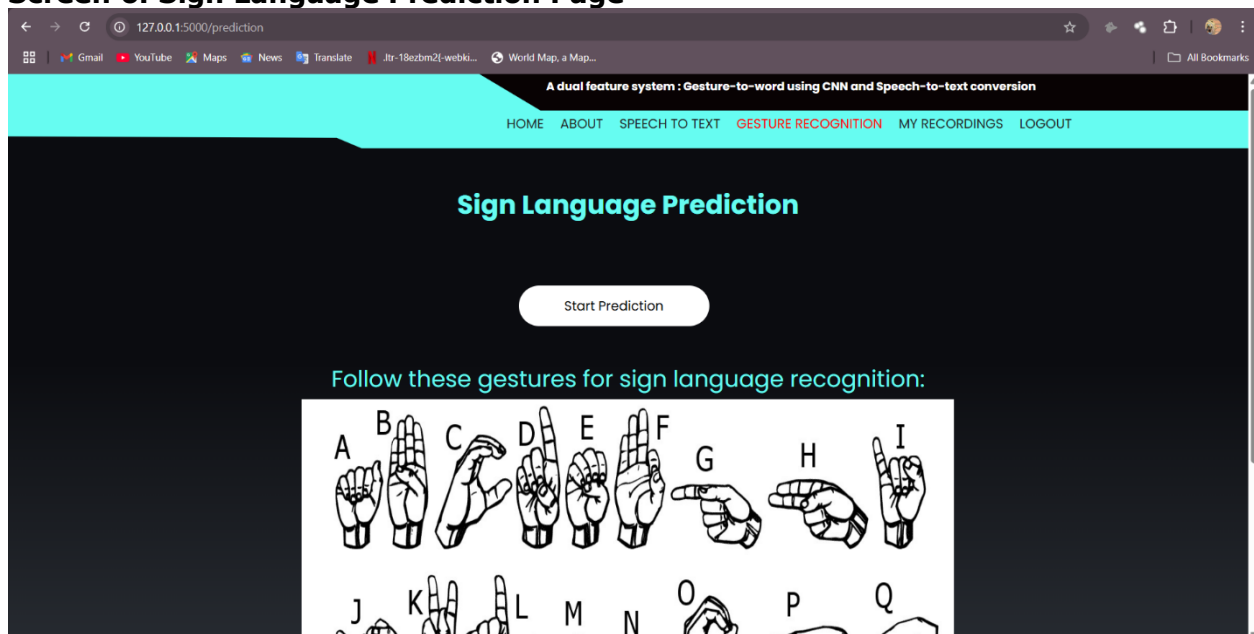 Screen of Sign Language Prediction Page
127.0.0.1:5000/prediction
Gmail YouTube Maps News Translate Jtr-18ezbm2{-webki... World Map, a Map... All Bookmarks
A dual feature system : Gesture-to-word using CNN and Speech-to-text conversion
HOME ABOUT SPEECH TO TEXT GESTURE RECOGNITION MY RECORDINGS LOGOUT
Sign Language Prediction
Start Prediction
Follow these gestures for sign language recognition:
A B C D E F G H I
J K L M N O P Q